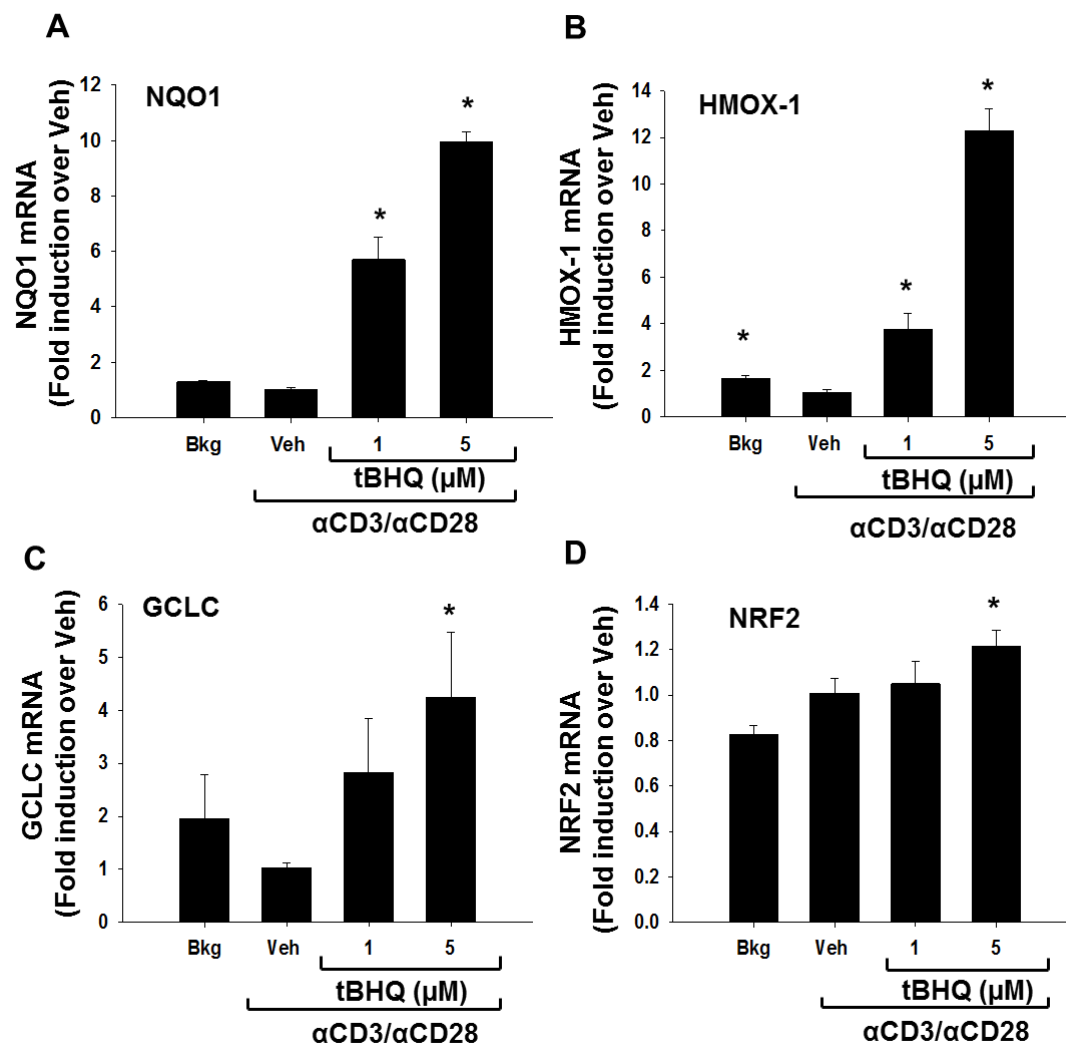 A
NQO1
NQO1 mRNA
(Fold induction over Veh)
12
10
8
6
4
2
0
*
*
Bkg Veh 1 5
tBHQ (µM)
αCD3/αCD28
B
HMOX-1
HMOX-1 mRNA
(Fold induction over Veh)
14
12
10
8
6
4
2
0
*
*
*
Bkg Veh 1 5
tBHQ (µM)
αCD3/αCD28
C
GCLC
GCLC mRNA
(Fold induction over Veh)
6
5
4
3
2
1
0
*
Bkg Veh 1 5
tBHQ (µM)
αCD3/αCD28
D
NRF2
NRF2 mRNA
(Fold induction over Veh)
1.4
1.2
1.0
0.8
0.6
0.4
0.2
0.0
*
Bkg Veh 1 5
tBHQ (µM)
αCD3/αCD28